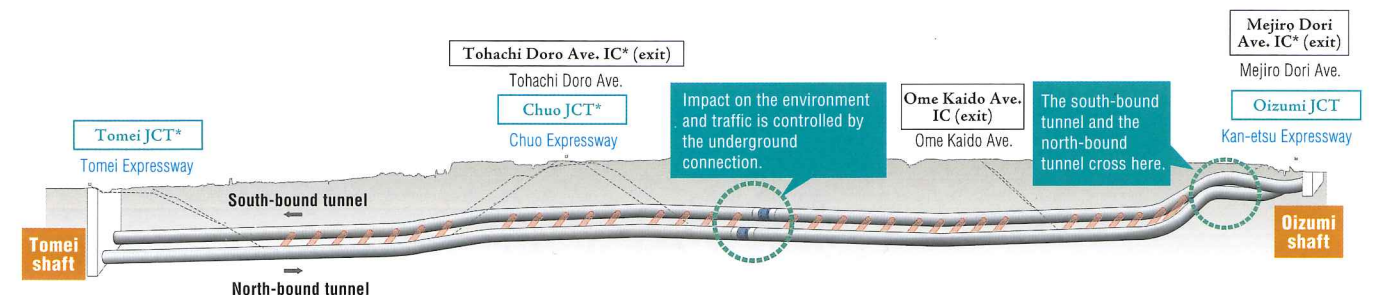 Mejiro Dori
Ave. IC* (exit)
Mejiro Dori Ave.
Oizumi JCT
Kan-etsu Expressway
Tohachi Doro Ave. IC* (exit)
Tohachi Doro Ave.
Chuo JCT*
Chuo Expressway
Impact on the environment
and traffic is controlled by
the underground
connection.
Ome Kaido Ave.
IC (exit)
Ome Kaido Ave.
The south-bound
tunnel and the
north-bound
tunnel cross here.
Tomei JCT*
Tomei Expressway
South-bound tunnel
Tomei
shaft
Oizumi
shaft
North-bound tunnel